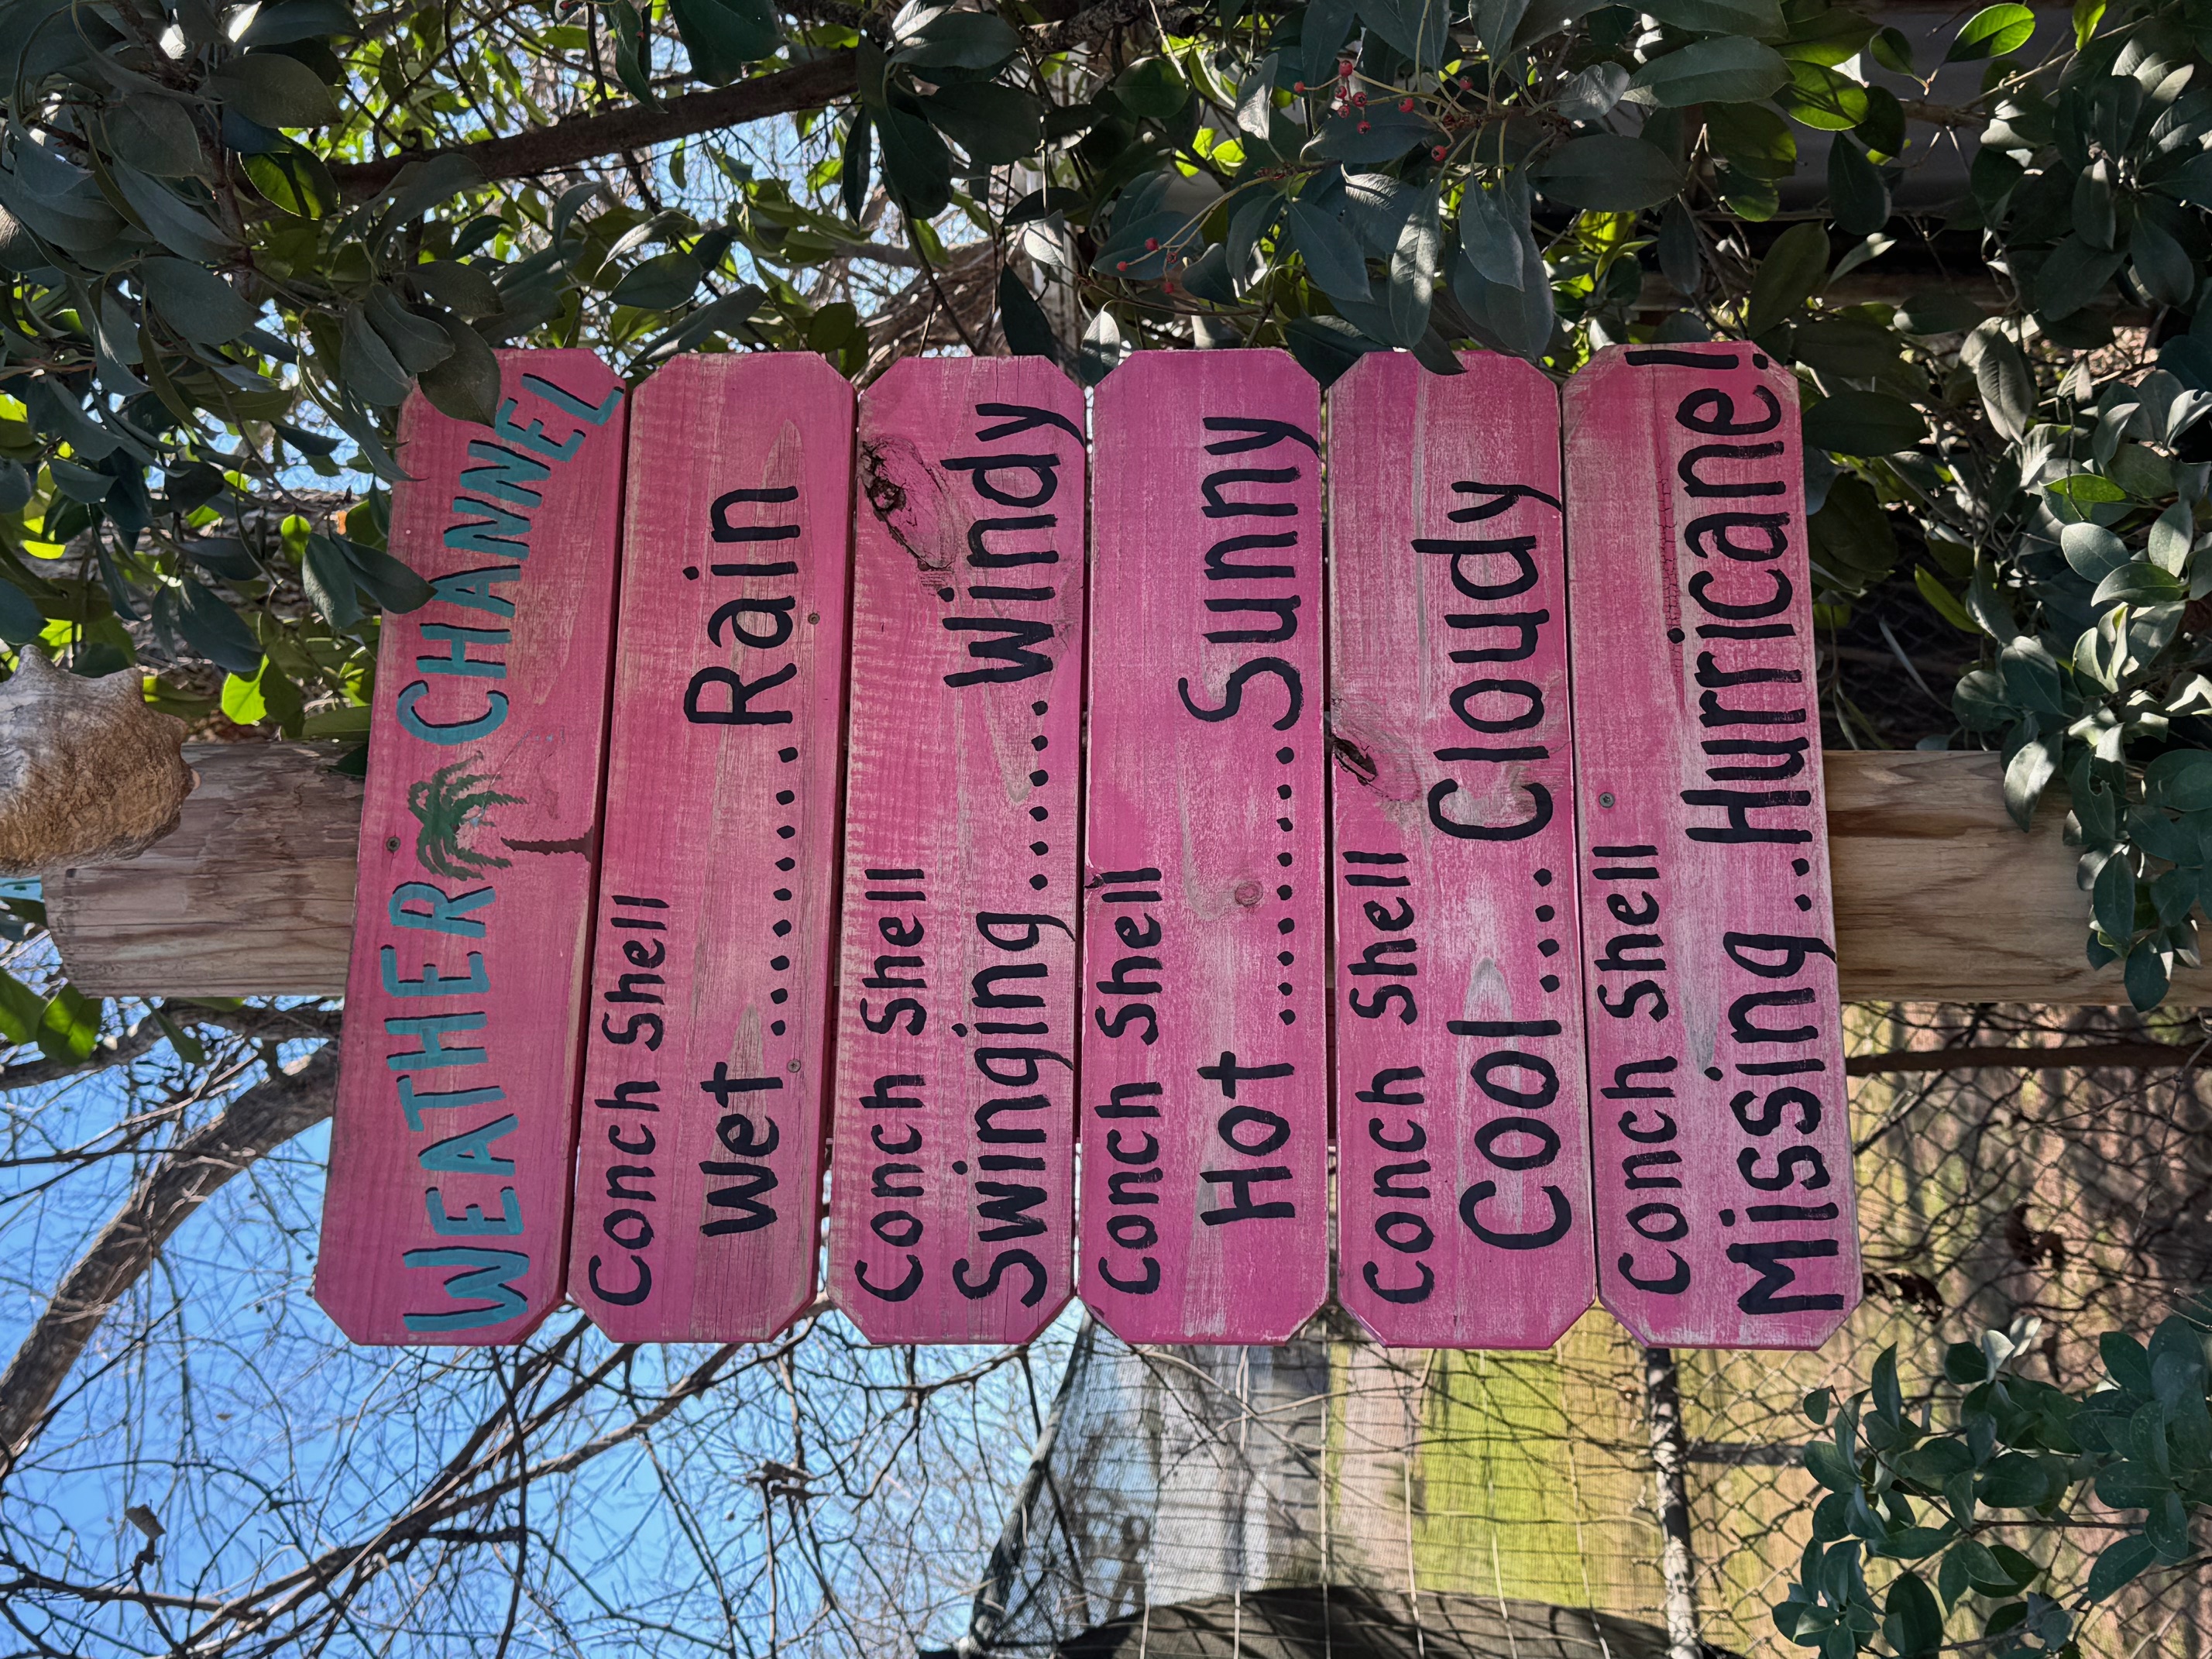 WEATHER CHANNEL
Conch Shell
Wet.........Rain
Conch Shell
Swinging......Windy
Conch Shell
Hot.........Sunny
Conch Shell
Cool....Cloudy
Conch Shell
Missing..Hurricane!